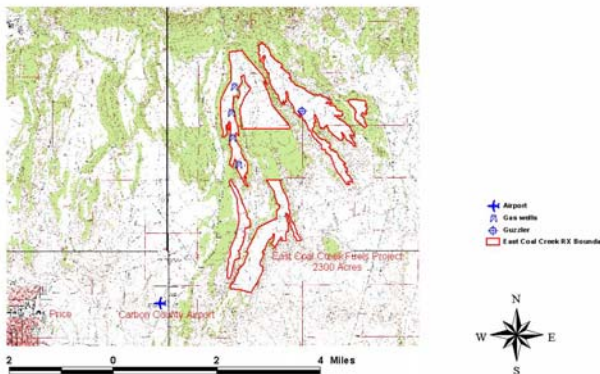 East Coal Creek Fuels Project
2300 Acres
Price
Carbon County Airport
2 0 2 4 Miles
Airport
Gas wells
Guzzler
East Coal Creek RX Bounda
N
W E
S